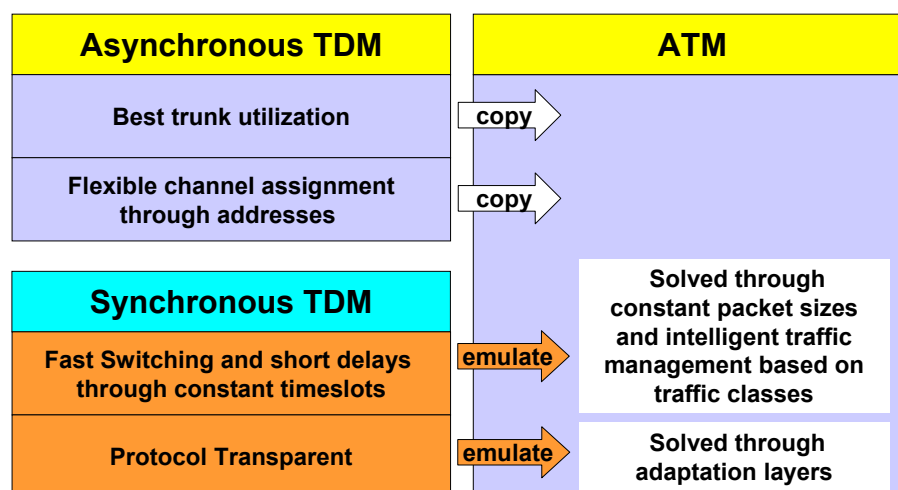 Asynchronous TDM
ATM
Best trunk utilization
copy
Flexible channel assignment
through addresses
copy
Synchronous TDM
Fast Switching and short delays
through constant timeslots
emulate
Solved through
constant packet sizes
and intelligent traffic
management based on
traffic classes
Protocol Transparent
emulate
Solved through
adaptation layers